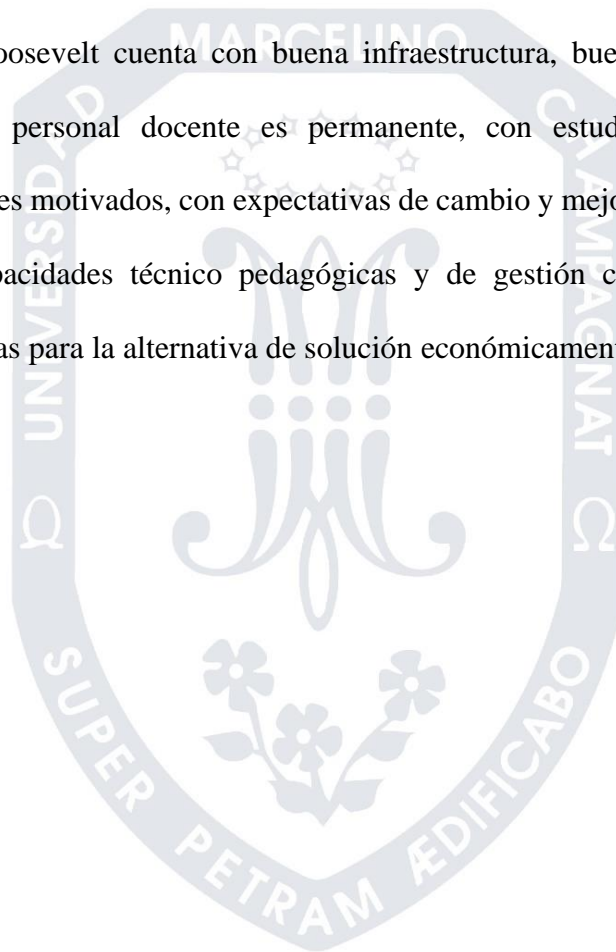 oosevelt cuenta con buena infraestructura, bue
personal docente es permanente, con estud
es motivados, con expectativas de cambio y mejo
pacidades técnico pedagógicas y de gestión c
as para la alternativa de solución económicament
UNIVERSIDAD MARCELINO CHAMPAGNAT
SUPER PETRAM ÆDIFICABO